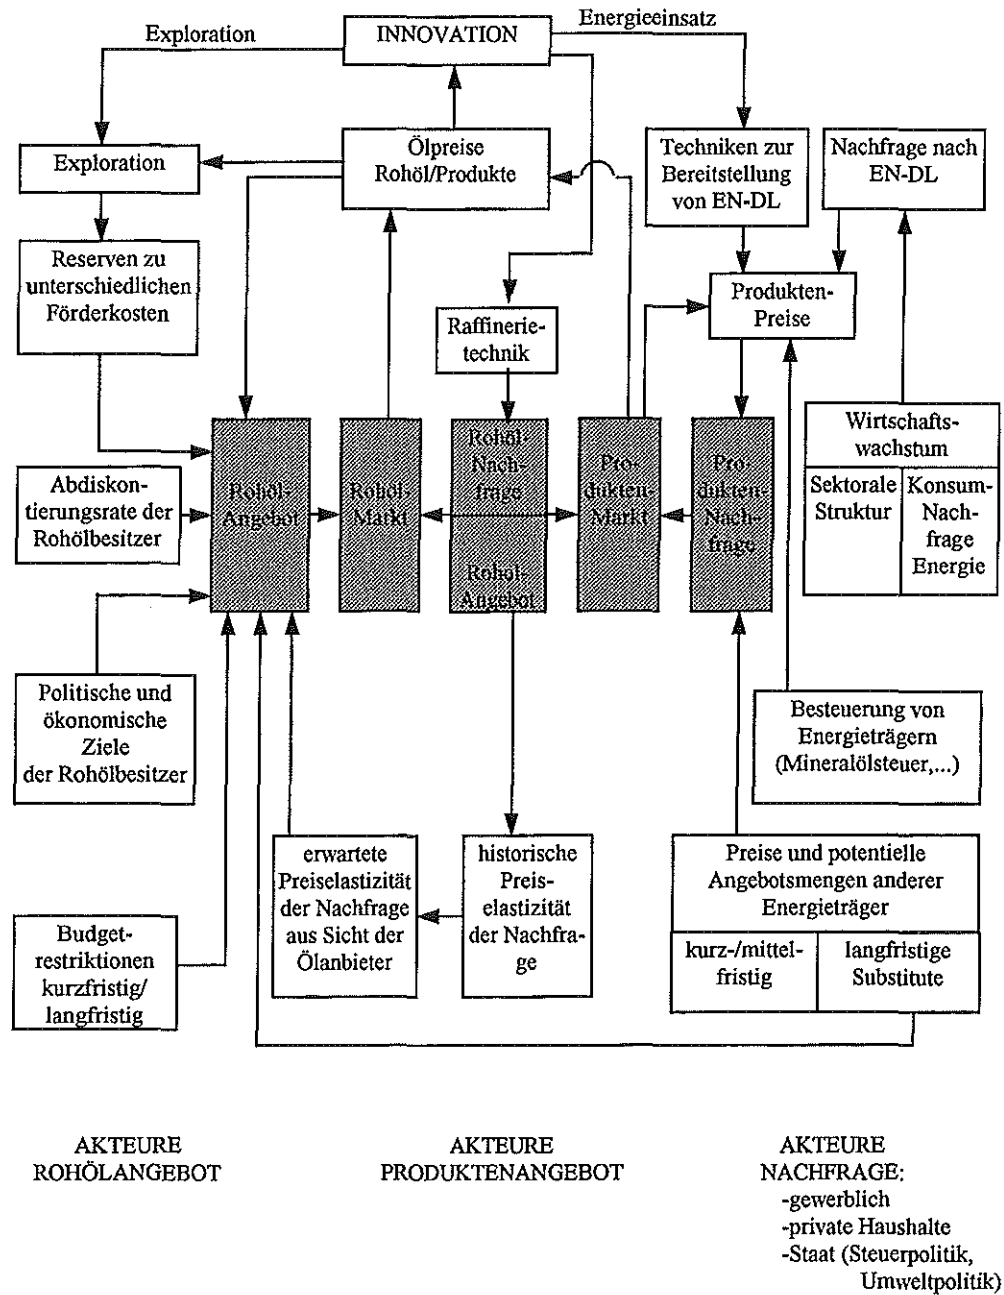 Energieeinsatz
Exploration
INNOVATION
Ölpreise
Rohöl/Produkte
Techniken zur
Bereitstellung
von EN-DL
Nachfrage nach
EN-DL
Exploration
Reserven zu
unterschiedlichen
Förderkosten
Produkten-
Preise
Raffinerie-
technik
Wirtschafts-
wachstum
Sektorale
Struktur
Konsum-
Nach-
frage
Energie
Abdiskon-
tierungsrate der
Rohölbesitzer
Rohöl-
Angebot
Rohöl-
Markt
Rohöl-
Nach-
frage
Rohöl-
Angebot
Pro-
dukten-
Markt
Pro-
dukten-
Nach-
frage
Politische und
ökonomische
Ziele
der Rohölbesitzer
Besteuerung von
Energieträgern
(Mineralölsteuer,...)
erwartete
Preiselastizität
der Nachfrage
aus Sicht der
Ölanbieter
historische
Preis-
elastizität
der Nachfra-
ge
Preise und potentielle
Angebotsmengen anderer
Energieträger
kurz-/mittel-
fristig
langfristige
Substitute
Budget-
restriktionen
kurzfristig/
langfristig
AKTEURE
ROHÖLANGEBOT
AKTEURE
PRODUKTENANGEBOT
AKTEURE
NACHFRAGE:
-gewerblich
-private Haushalte
-Staat (Steuerpolitik,
Umweltpolitik)